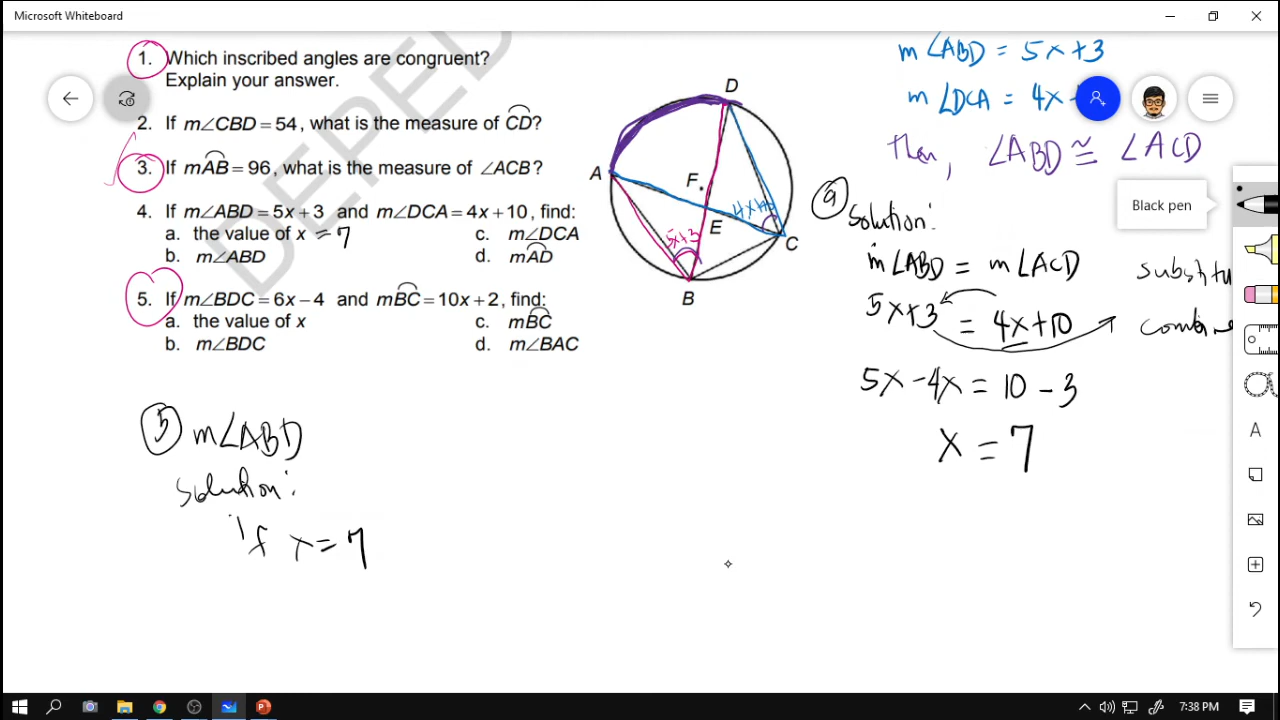 Microsoft Whiteboard
1. Which inscribed angles are congruent?
Explain your answer.
2. If m∠CBD = 54, what is the measure of CD?
3. If mAB = 96, what is the measure of ∠ACB?
4. If m∠ABD = 5x + 3 and m∠DCA = 4x + 10, find:
a. the value of x = 7
c. m∠DCA
b. m∠ABD
d. mAD
5. If m∠BDC = 6x − 4 and mBC = 10x + 2, find:
a. the value of x
c. mBC
b. m∠BDC
d. m∠BAC
DEPED
D
A
F
E
C
B
5x+3
4x+10
m∠ABD = 5x+3
m∠DCA = 4x
then, ∠ABD ≅ ∠ACD
Black pen
a
Solution:
m∠ABD = m∠ACD
substitu
5x+3 = 4x+10
combine
5x - 4x = 10 - 3
x = 7
b m∠ABD
Solution:
if x = 7
A
7:38 PM